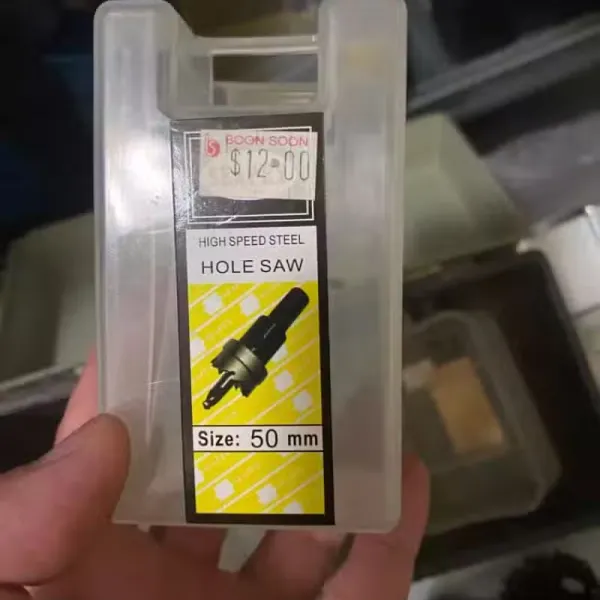 BOON SOON
$12.00
HIGH SPEED STEEL
HOLE SAW
Size: 50 mm